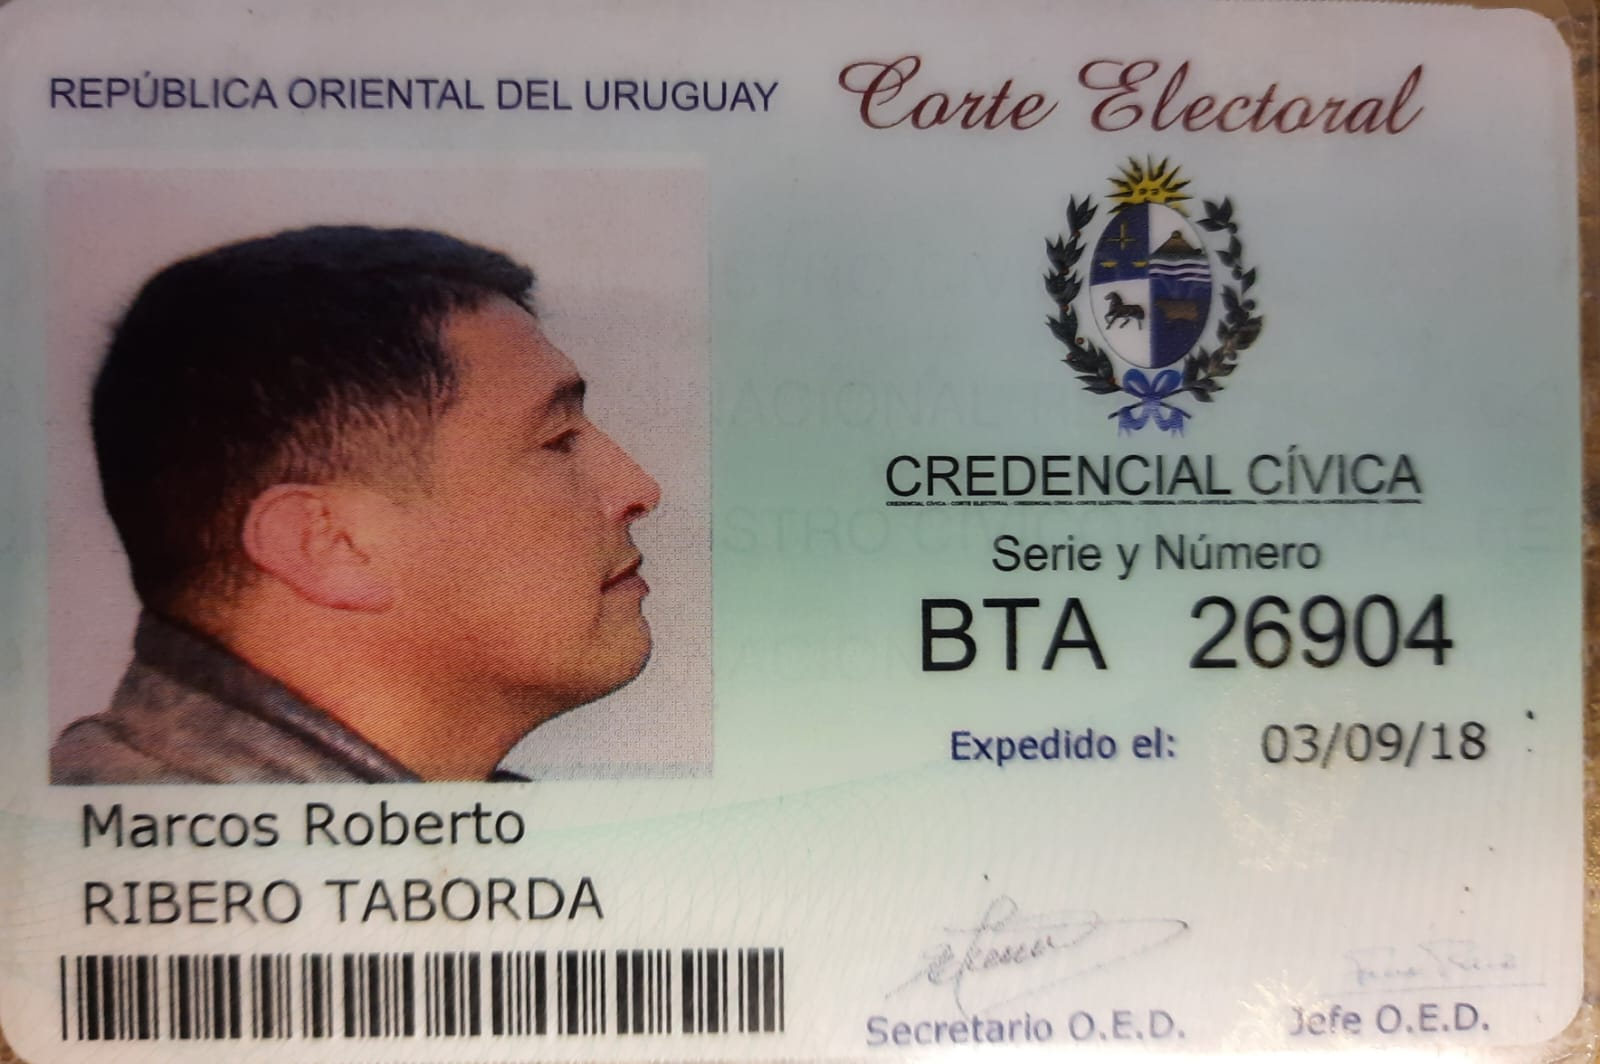 REPÚBLICA ORIENTAL DEL URUGUAY
Corte Electoral
CREDENCIAL CÍVICA
Serie y Número
BTA 26904
Expedido el: 03/09/18
Marcos Roberto
RIBERO TABORDA
Secretario O.E.D.
Jefe O.E.D.